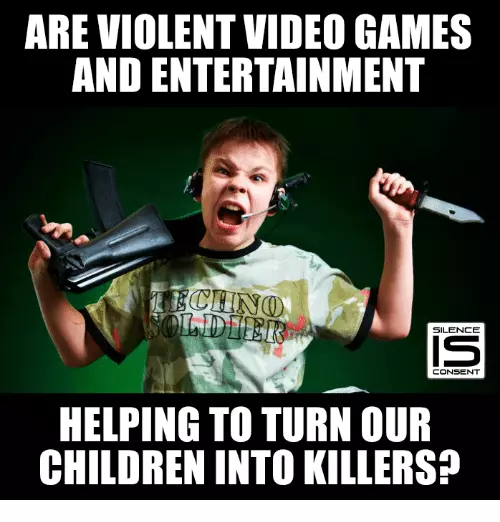 ARE VIOLENT VIDEO GAMES
AND ENTERTAINMENT
TECHNO
SOLDIER
SILENCE
IS
CONSENT
HELPING TO TURN OUR
CHILDREN INTO KILLERS?